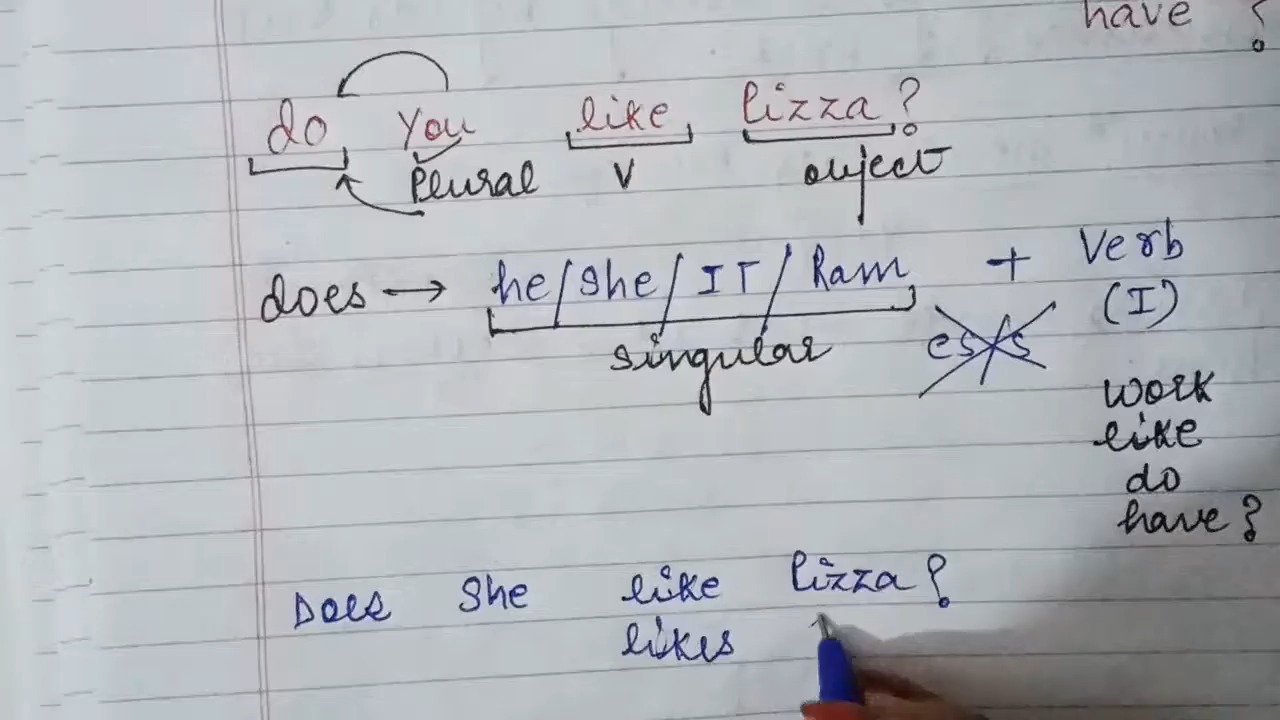 have ?
do you like pizza?
Plural V object
does → he/she/IT/Ram + Verb
(I)
singular es/s
work
like
do
have?
Does She like pizza?
likes